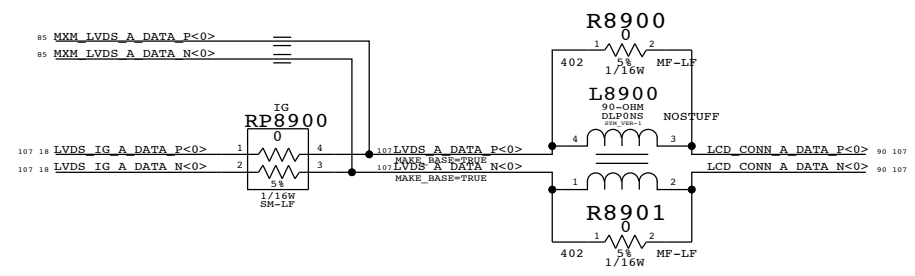 R8900
0
1 2
402 5% MF-LF
1/16W
85 MXM_LVDS_A_DATA_P<0>
85 MXM_LVDS_A_DATA_N<0>
L8900
90-OHM
DLP0NS
SYM_VER-1
NOSTUFF
IG
RP8900
0
4 3
107 18 LVDS_IG_A_DATA_P<0> 1 4 107 LVDS_A_DATA_P<0> LCD_CONN_A_DATA_P<0> 90 107
MAKE_BASE=TRUE
107 18 LVDS_IG_A_DATA_N<0> 2 3 107 LVDS_A_DATA_N<0> LCD_CONN_A_DATA_N<0> 90 107
MAKE_BASE=TRUE
5%
1/16W
SM-LF
1 2
R8901
0
1 2
402 5% MF-LF
1/16W